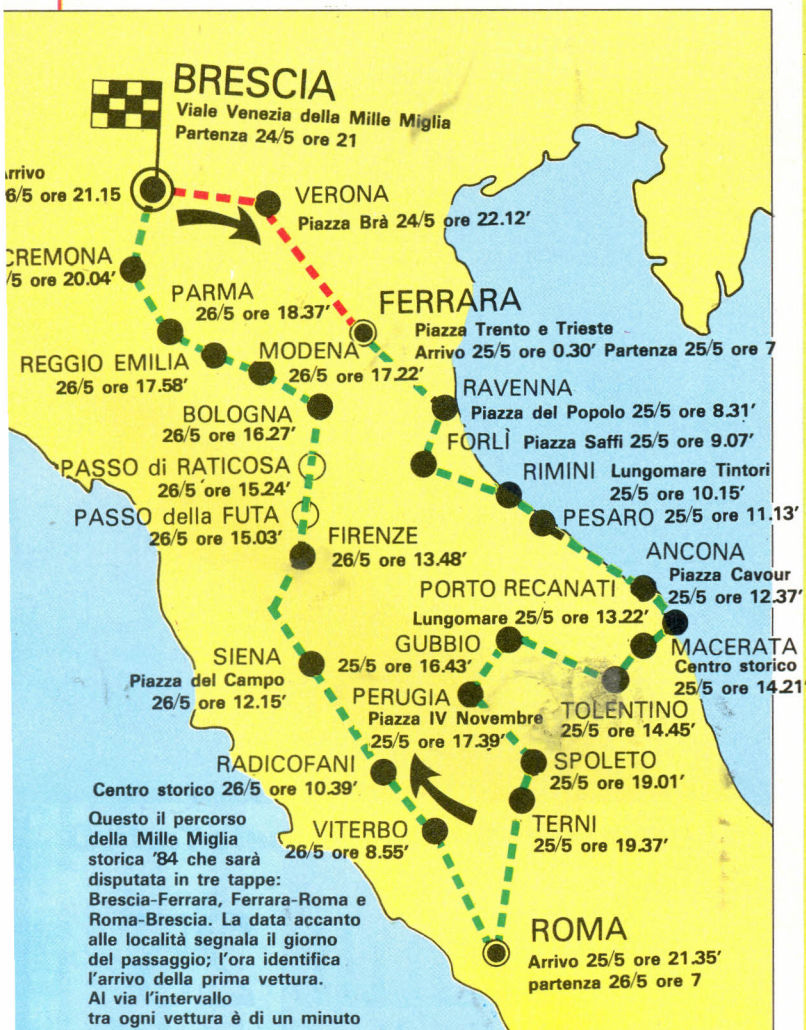 BRESCIA
Viale Venezia della Mille Miglia
Partenza 24/5 ore 21
ore 21.15
VERONA
Piazza Brà 24/5 ore 22.12′
CREMONA
ore 20.04′
PARMA
26/5 ore 18.37′
FERRARA
Piazza Trento e Trieste
Arrivo 25/5 ore 0.30′ Partenza 25/5 ore 7
REGGIO EMILIA
26/5 ore 17.58′
MODENA
26/5 ore 17.22′
RAVENNA
Piazza del Popolo 25/5 ore 8.31′
BOLOGNA
26/5 ore 16.27′
FORLÌ Piazza Saffi 25/5 ore 9.07′
PASSO di RATICOSA
26/5 ore 15.24′
RIMINI Lungomare Tintori
25/5 ore 10.15′
PASSO della FUTA
26/5 ore 15.03′
PESARO 25/5 ore 11.13′
FIRENZE
26/5 ore 13.48′
ANCONA
Piazza Cavour
25/5 ore 12.37′
PORTO RECANATI
Lungomare 25/5 ore 13.22′
GUBBIO
25/5 ore 16.43′
MACERATA
Centro storico
25/5 ore 14.21′
SIENA
Piazza del Campo
26/5 ore 12.15′
PERUGIA
Piazza IV Novembre
25/5 ore 17.39′
TOLENTINO
25/5 ore 14.45′
RADICOFANI
Centro storico 26/5 ore 10.39′
SPOLETO
25/5 ore 19.01′
TERNI
25/5 ore 19.37′
VITERBO
26/5 ore 8.55′
ROMA
Arrivo 25/5 ore 21.35′
partenza 26/5 ore 7
Questo il percorso
della Mille Miglia
storica '84 che sarà
disputata in tre tappe:
Brescia-Ferrara, Ferrara-Roma e
Roma-Brescia. La data accanto
alle località segnala il giorno
del passaggio; l'ora identifica
l'arrivo della prima vettura.
Al via l'intervallo
tra ogni vettura è di un minuto